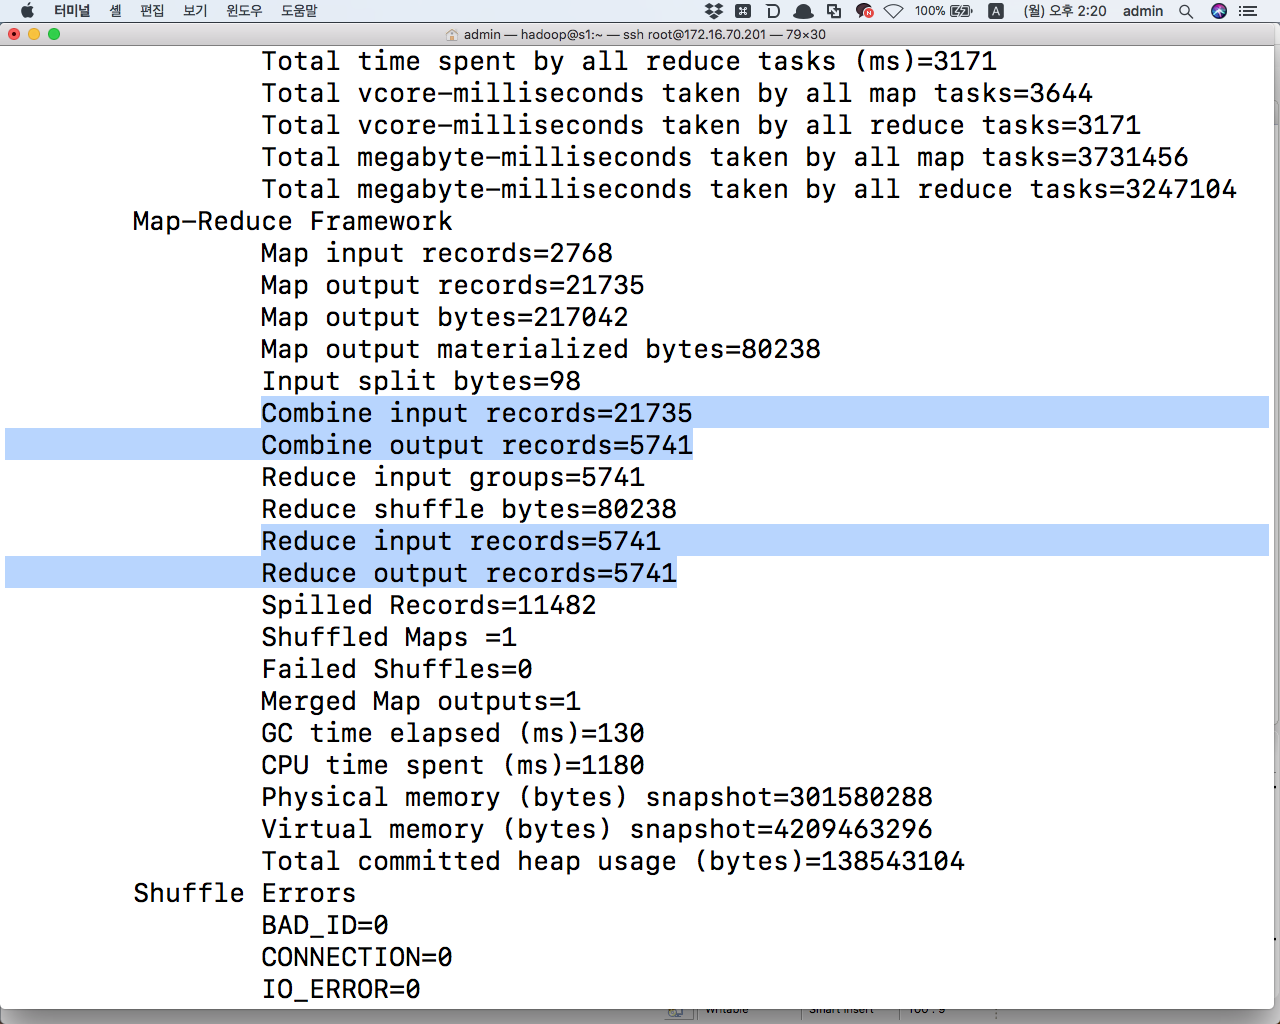 터미널 셸 편집 보기 윈도우 도움말 100% A (월) 오후 2:20 admin
admin — hadoop@s1:~ — ssh root@172.16.70.201 — 79×30
Total time spent by all reduce tasks (ms)=3171
Total vcore-milliseconds taken by all map tasks=3644
Total vcore-milliseconds taken by all reduce tasks=3171
Total megabyte-milliseconds taken by all map tasks=3731456
Total megabyte-milliseconds taken by all reduce tasks=3247104
Map-Reduce Framework
Map input records=2768
Map output records=21735
Map output bytes=217042
Map output materialized bytes=80238
Input split bytes=98
Combine input records=21735
Combine output records=5741
Reduce input groups=5741
Reduce shuffle bytes=80238
Reduce input records=5741
Reduce output records=5741
Spilled Records=11482
Shuffled Maps =1
Failed Shuffles=0
Merged Map outputs=1
GC time elapsed (ms)=130
CPU time spent (ms)=1180
Physical memory (bytes) snapshot=301580288
Virtual memory (bytes) snapshot=4209463296
Total committed heap usage (bytes)=138543104
Shuffle Errors
BAD_ID=0
CONNECTION=0
IO_ERROR=0
Writable Smart Insert 100 : 9